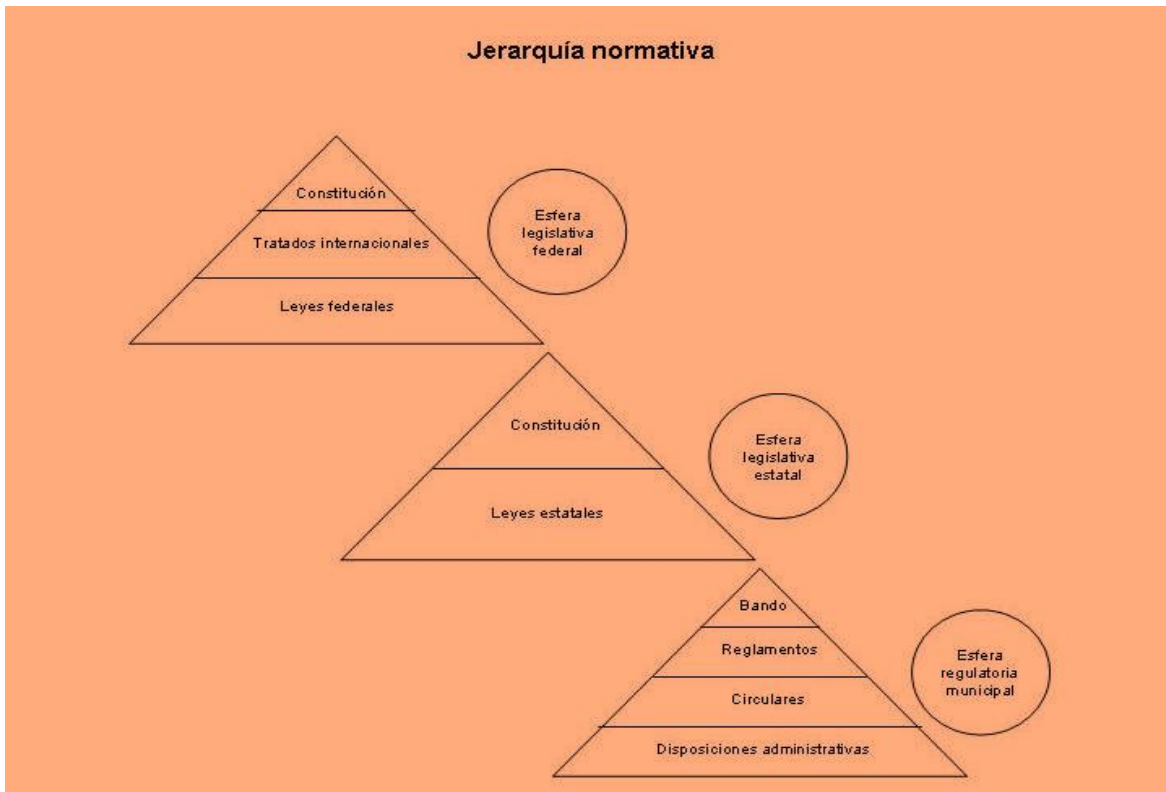 Jerarquía normativa
Constitución
Tratados internacionales
Leyes federales
Esfera
legislativa
federal
Constitución
Leyes estatales
Esfera
legislativa
estatal
Bando
Reglamentos
Circulares
Disposiciones administrativas
Esfera
regulatoria
municipal